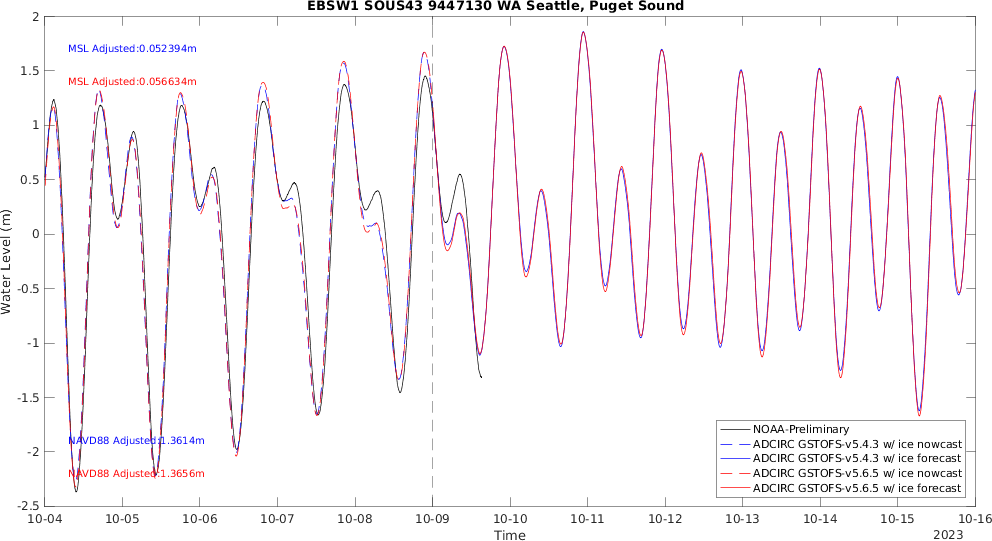 EBSW1 SOUS43 9447130 WA Seattle, Puget Sound
2
1.5
1
0.5
0
-0.5
-1
-1.5
-2
-2.5
Water Level (m)
MSL Adjusted:0.052394m
MSL Adjusted:0.056634m
NAVD88 Adjusted:1.3614m
NAVD88 Adjusted:1.3656m
NOAA-Preliminary
ADCIRC GSTOFS-v5.4.3 w/ ice nowcast
ADCIRC GSTOFS-v5.4.3 w/ ice forecast
ADCIRC GSTOFS-v5.6.5 w/ ice nowcast
ADCIRC GSTOFS-v5.6.5 w/ ice forecast
10-04 10-05 10-06 10-07 10-08 10-09 10-10 10-11 10-12 10-13 10-14 10-15 10-16
Time
2023